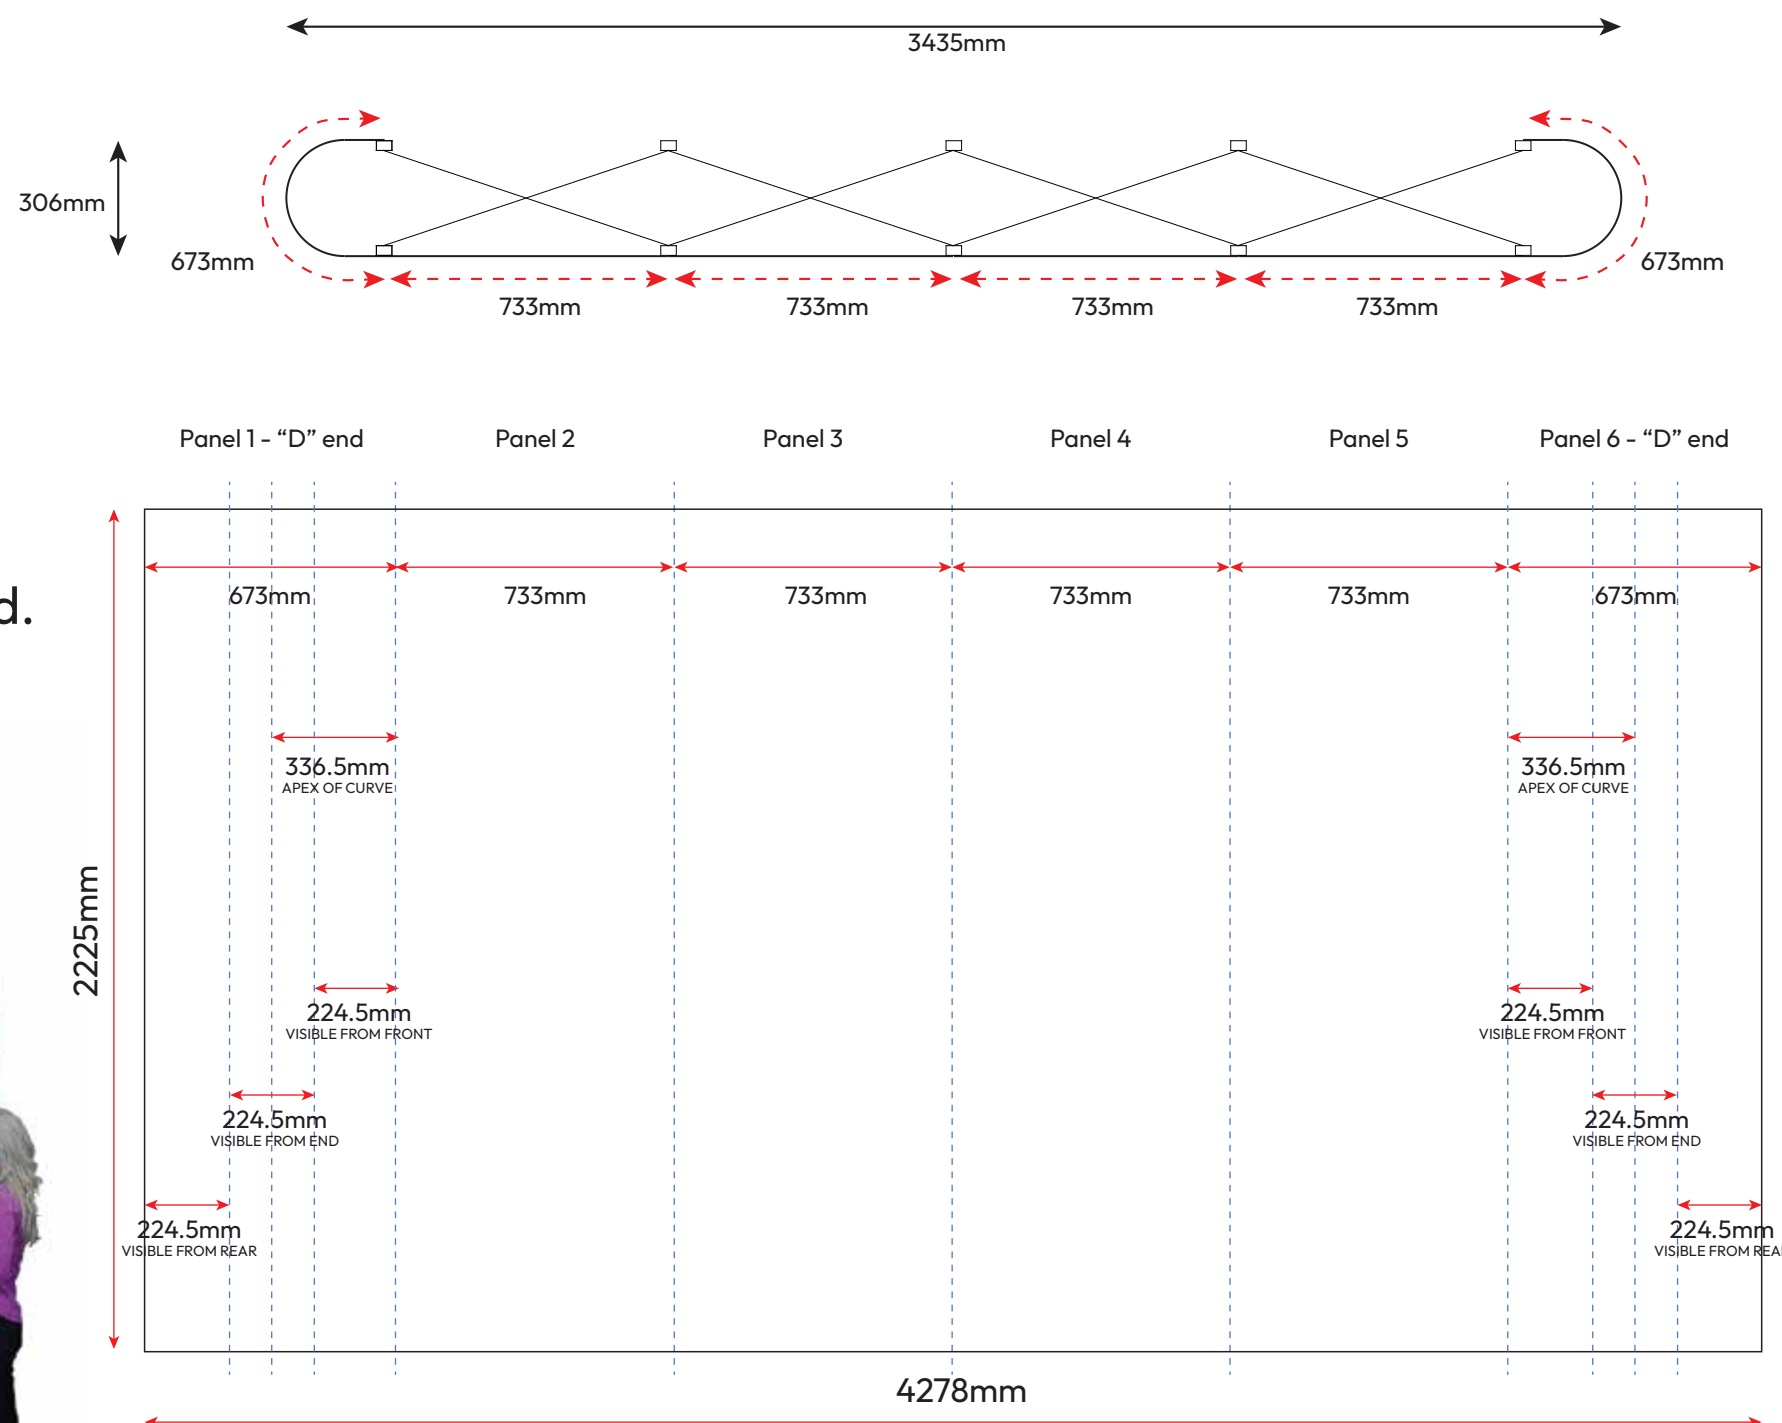 3435mm
306mm
673mm
673mm
733mm
733mm
733mm
733mm
Panel 1 - “D” end
Panel 2
Panel 3
Panel 4
Panel 5
Panel 6 - “D” end
d.
673mm
733mm
733mm
733mm
733mm
673mm
336.5mm
APEX OF CURVE
336.5mm
APEX OF CURVE
2225mm
224.5mm
VISIBLE FROM FRONT
224.5mm
VISIBLE FROM FRONT
224.5mm
VISIBLE FROM END
224.5mm
VISIBLE FROM END
224.5mm
VISIBLE FROM REAR
224.5mm
VISIBLE FROM REA
4278mm